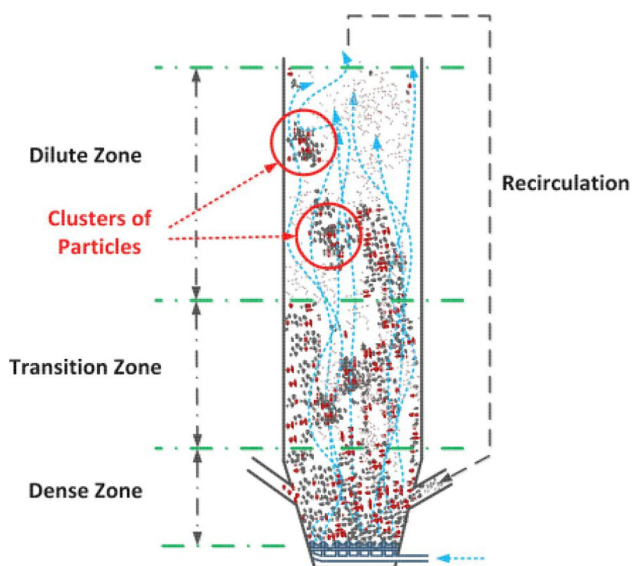 Dilute Zone
Recirculation
Clusters of
Particles
Transition Zone
Dense Zone